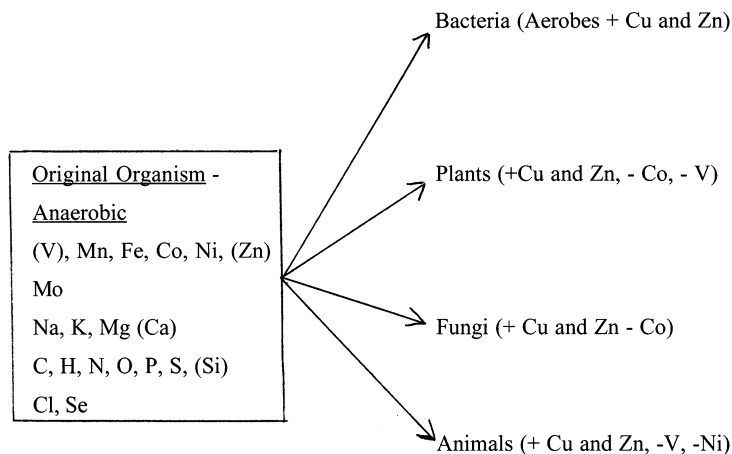 Bacteria (Aerobes + Cu and Zn)
Original Organism -
Anaerobic
(V), Mn, Fe, Co, Ni, (Zn)
Mo
Na, K, Mg (Ca)
C, H, N, O, P, S, (Si)
Cl, Se
Plants (+Cu and Zn, - Co, - V)
Fungi (+ Cu and Zn - Co)
Animals (+ Cu and Zn, -V, -Ni)